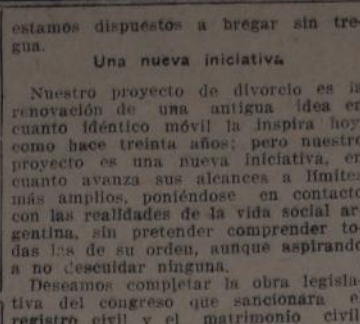 estamos dispuestos a bregar sin tre-
gua.
Una nueva iniciativa
Nuestro proyecto de divorcio es la
renovación de una antigua idea en
cuanto idéntico móvil la inspira hoy
como hace treinta años; pero nuestro
proyecto es una nueva iniciativa, en
cuanto avanza sus alcances a límites
más amplios, poniéndose en contacto
con las realidades de la vida social ar-
gentina, sin pretender comprender to-
das las de su orden, aunque aspirando
a no descuidar ninguna.
Deseamos completar la obra legisla-
tiva del congreso que sancionara el
registro civil y el matrimonio civil